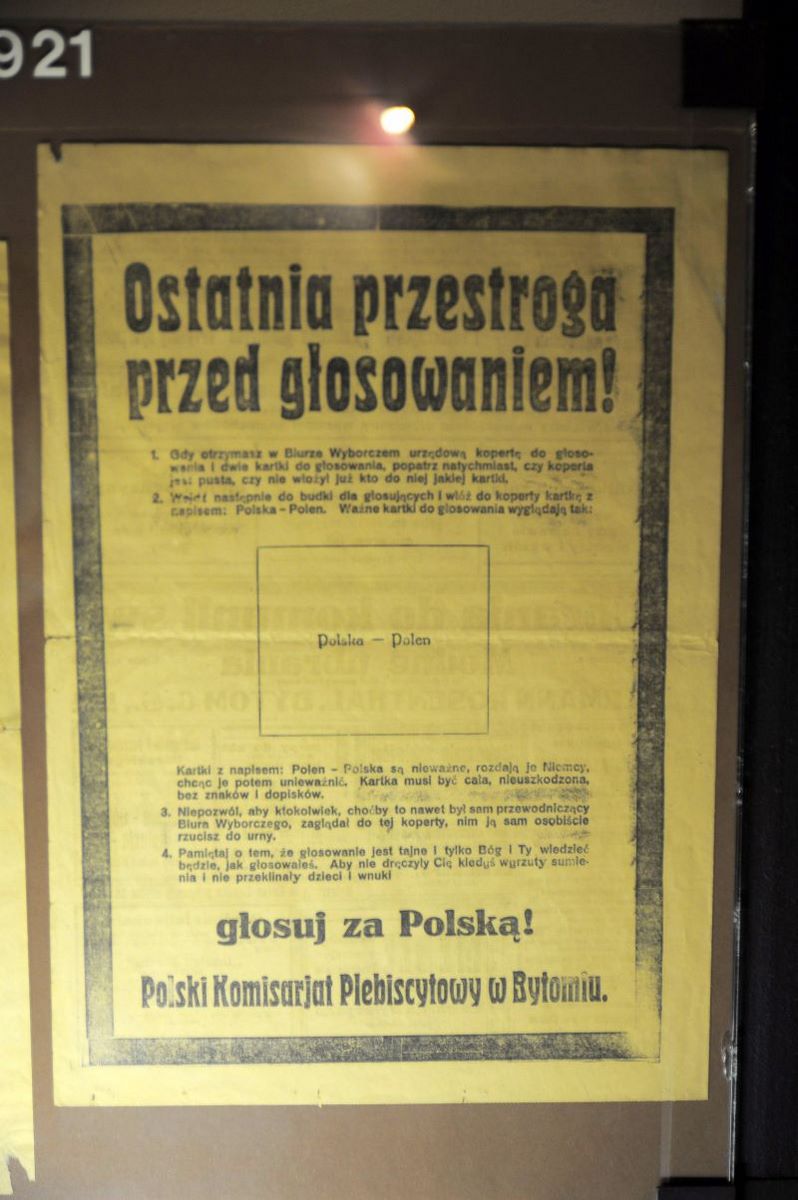 921
Ostatnia przestroga
przed głosowaniem!
1. Gdy otrzymasz w Biurze Wyborczem urzędową kopertę do głoso-
wania i dwie kartki do głosowania, popatrz natychmiast, czy koperta
jest pusta, czy nie włożył już kto do niej jakiej kartki.
2. Wejdź następnie do budki dla głosujących i włóż do koperty kartkę z
napisem: Polska – Polen. Ważne kartki do głosowania wyglądają tak:
Polska — Polen
Kartki z napisem: Polen – Polska są nieważne, rozdają je Niemcy,
chcąc je potem unieważnić. Kartka musi być cała, nieuszkodzona,
bez znaków i dopisków.
3. Niepozwól, aby ktokolwiek, choćby to nawet był sam przewodniczący
Biura Wyborczego, zaglądał do tej koperty, nim ją sam osobiście
rzucisz do urny.
4. Pamiętaj o tem, że głosowanie jest tajne i tylko Bóg i Ty wiedzieć
będzie, jak głosowałeś. Aby nie dręczyły Cię kiedyś wyrzuty sumie-
nia i nie przeklinały dzieci i wnuki
głosuj za Polską!
Polski Komisarjat Plebiscytowy w Bytomiu.